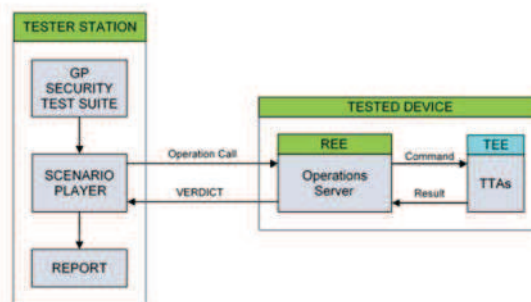 TESTER STATION
GP
SECURITY
TEST SUITE
SCENARIO
PLAYER
REPORT
Operation Call
VERDICT
TESTED DEVICE
REE
Operations
Server
Command
Result
TEE
TTAs